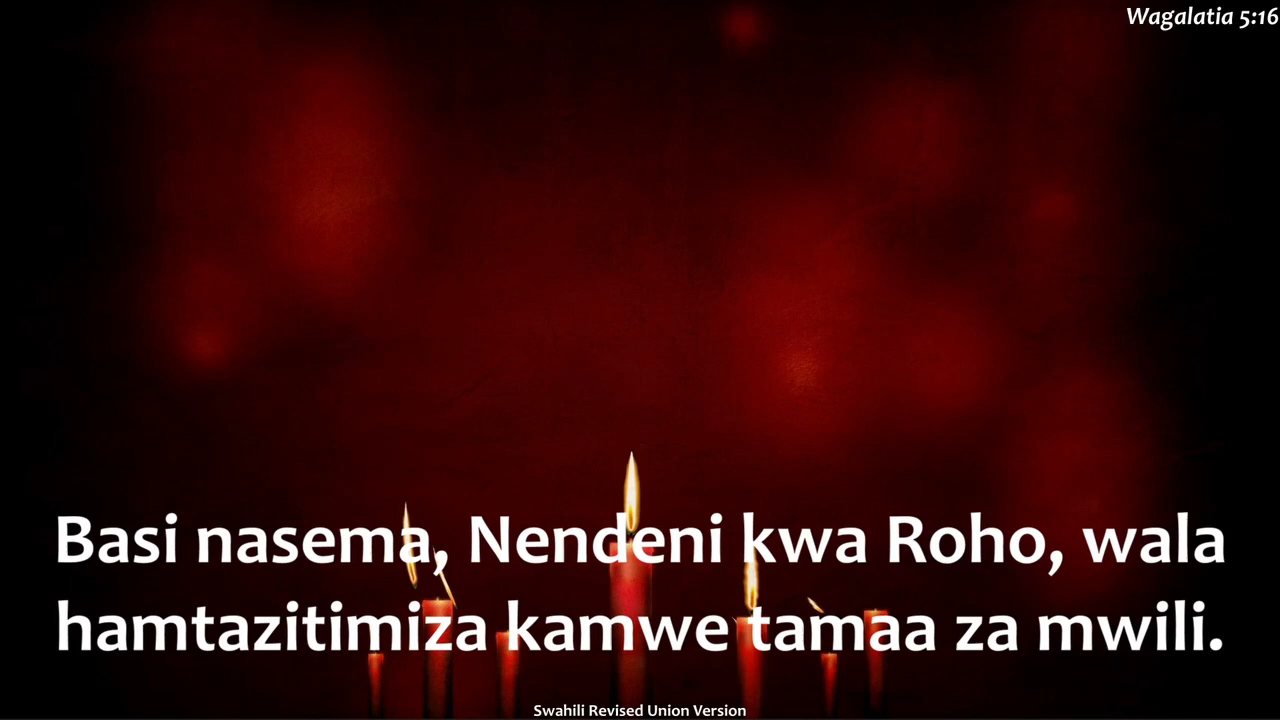 Wagalatia 5:16
Basi nasema, Nendeni kwa Roho, wala
hamtazitimiza kamwe tamaa za mwili.
Swahili Revised Union Version